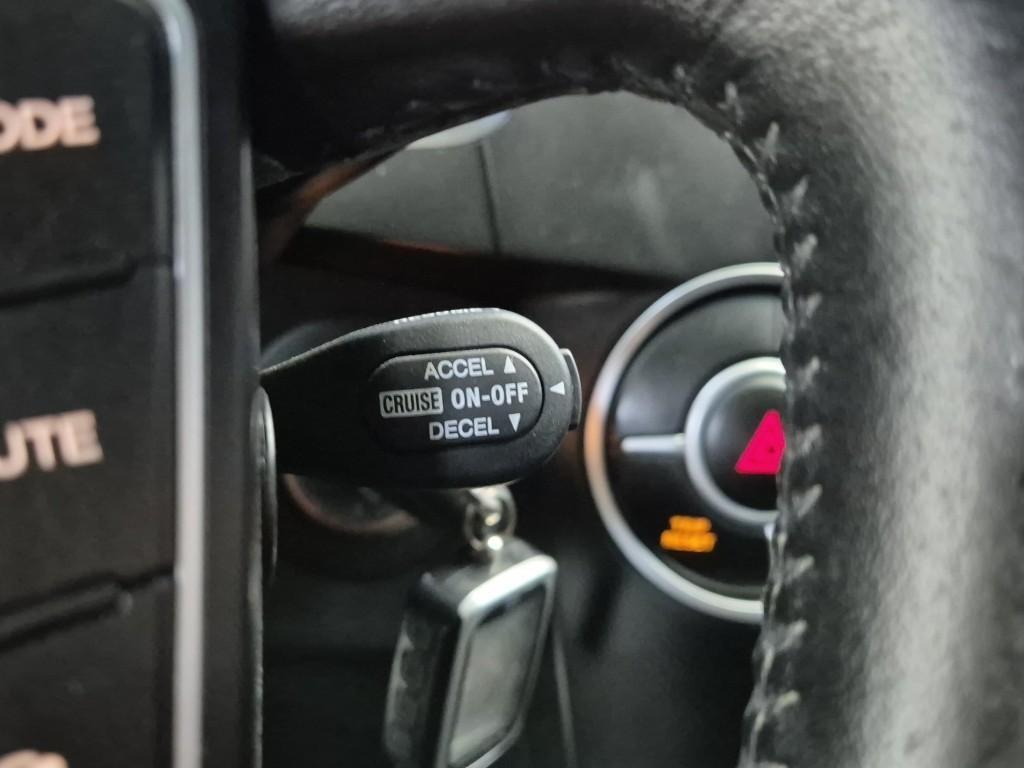 ODE
ACCEL ▲
CRUISE ON-OFF ◄
DECEL ▼
UTE